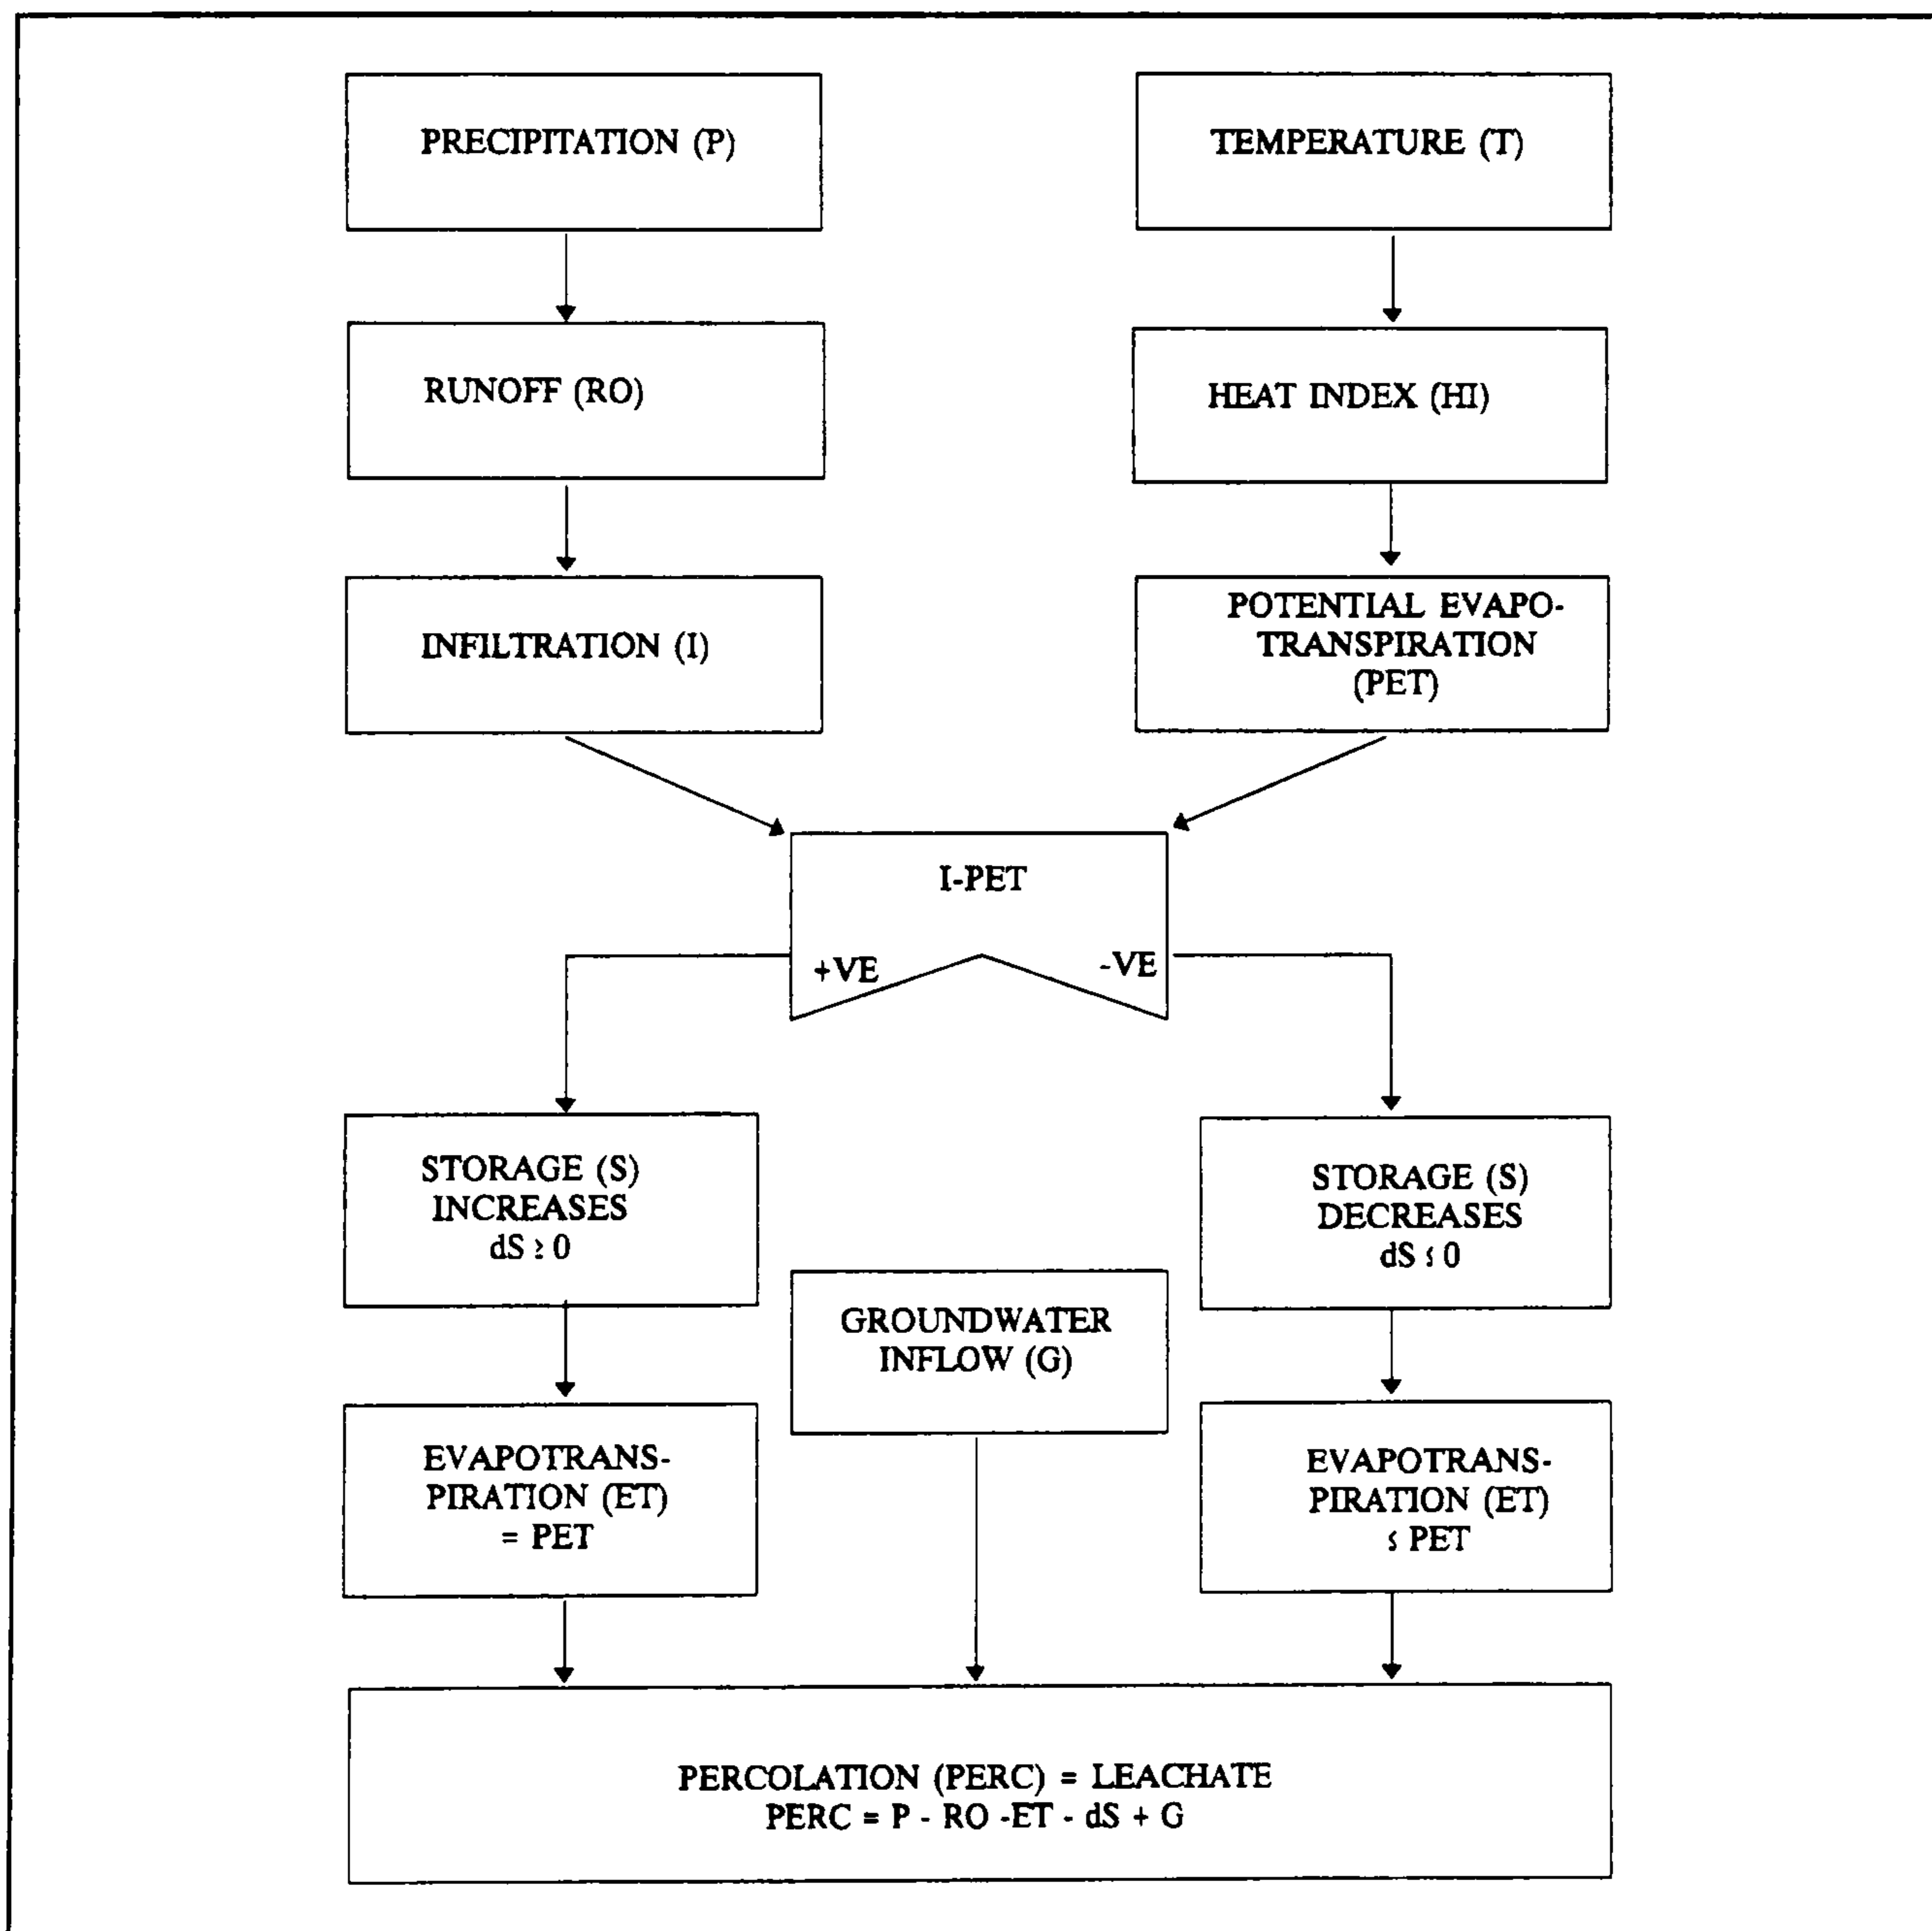 PRECIPITATION (P)
TEMPERATURE (T)
RUNOFF (RO)
HEAT INDEX (HI)
INFILTRATION (I)
POTENTIAL EVAPO-
TRANSPIRATION
(PET)
I-PET
+VE
-VE
STORAGE (S)
INCREASES
dS ≥ 0
STORAGE (S)
DECREASES
dS ≤ 0
GROUNDWATER
INFLOW (G)
EVAPOTRANS-
PIRATION (ET)
= PET
EVAPOTRANS-
PIRATION (ET)
≤ PET
PERCOLATION (PERC) = LEACHATE
PERC = P - RO -ET - dS + G